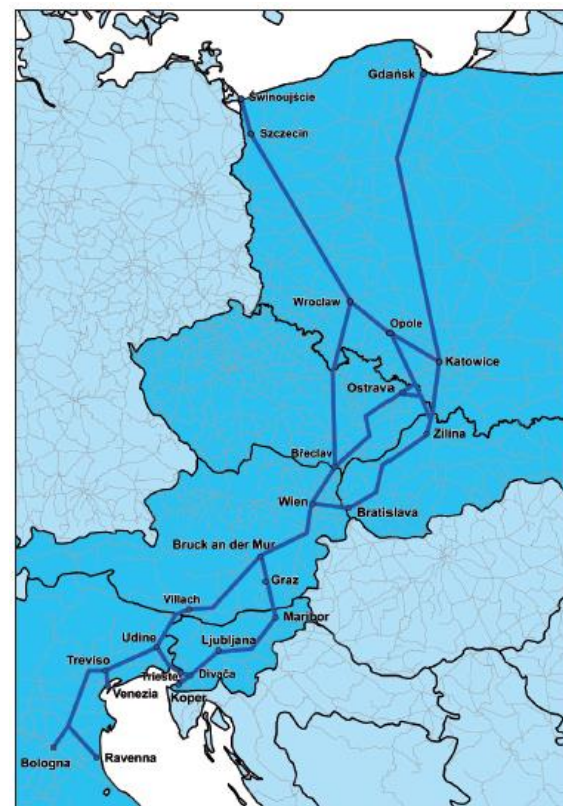 Gdańsk
Świnoujście
Szczecin
Wrocław
Opole
Katowice
Ostrava
Žilina
Břeclav
Wien
Bratislava
Bruck an der Mur
Graz
Villach
Maribor
Udine
Ljubljana
Treviso
Trieste
Divača
Venezia
Koper
Bologna
Ravenna